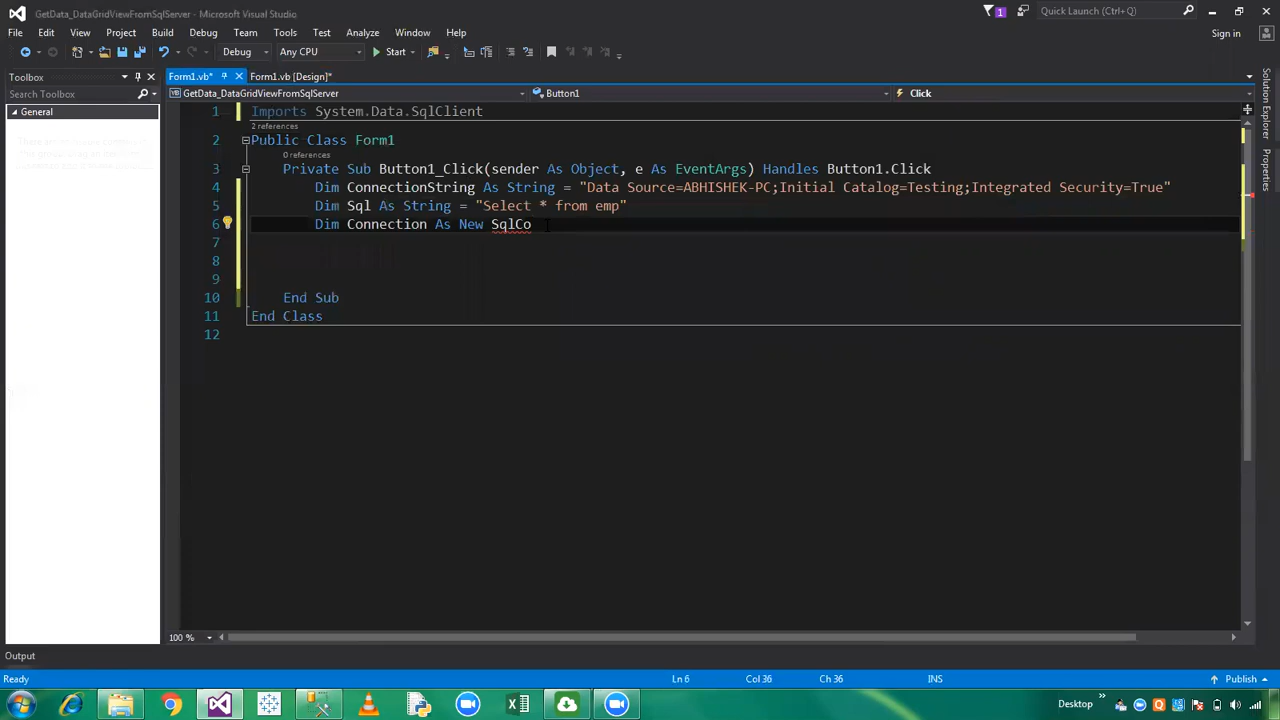 GetData_DataGridViewFromSqlServer - Microsoft Visual Studio
1
Quick Launch (Ctrl+Q)
File Edit View Project Build Debug Team Tools Test Analyze Window Help
Sign in
Debug Any CPU Start
Toolbox
Form1.vb* Form1.vb [Design]*
Search Toolbox
GetData_DataGridViewFromSqlServer Button1 Click
General
1 Imports System.Data.SqlClient
2 references
2 Public Class Form1
0 references
3 Private Sub Button1_Click(sender As Object, e As EventArgs) Handles Button1.Click
4 Dim ConnectionString As String = "Data Source=ABHISHEK-PC;Initial Catalog=Testing;Integrated Security=True"
5 Dim Sql As String = "Select * from emp"
6 Dim Connection As New SqlCo
7
8
9
10 End Sub
11 End Class
12
Solution Explorer
Properties
100 %
Output
Ready
Ln 6 Col 36 Ch 36 INS
Publish
Desktop